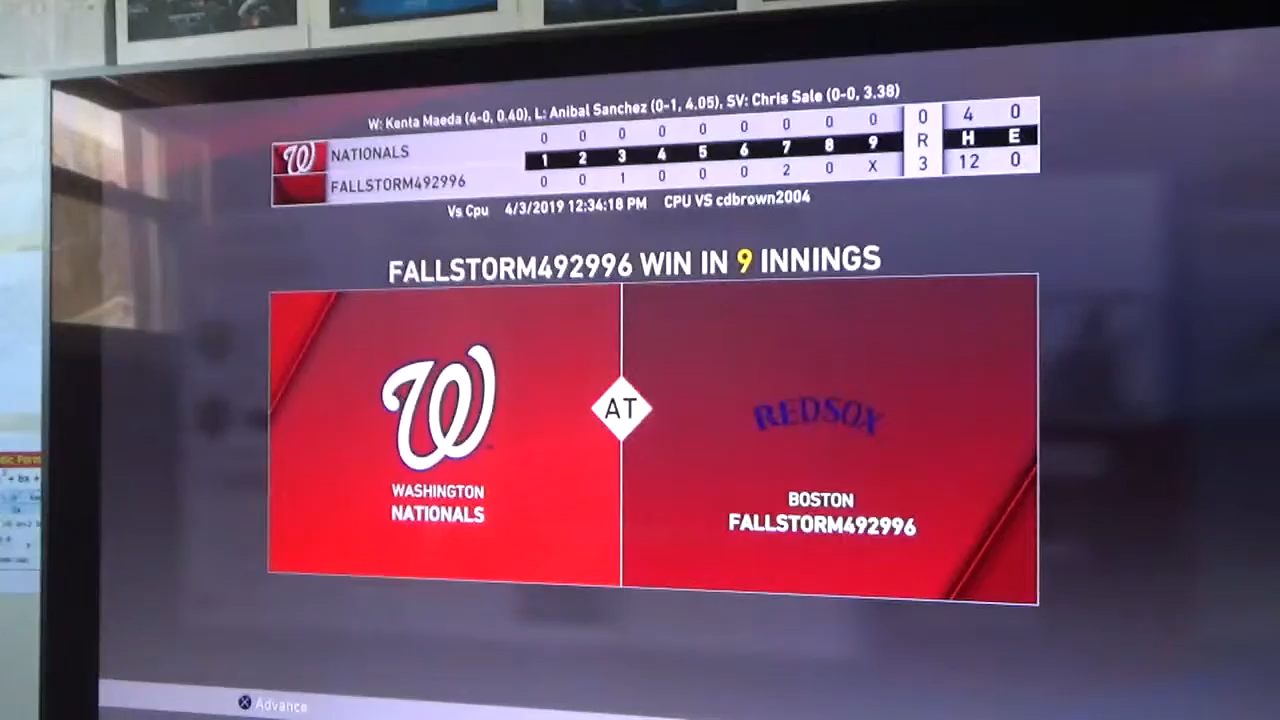 W: Kenta Maeda (4-0, 0.40), L: Anibal Sanchez (0-1, 4.05), SV: Chris Sale (0-0, 3.38)
W NATIONALS 0 0 0 0 0 0 0 0 0 0 4 0
1 2 3 4 5 6 7 8 9 R H E
FALLSTORM492996 0 0 1 0 0 0 2 0 X 3 12 0
Vs Cpu 4/3/2019 12:34:18 PM CPU VS cdbrown2004
FALLSTORM492996 WIN IN 9 INNINGS
W
AT
REDSOX
WASHINGTON
NATIONALS
BOSTON
FALLSTORM492996
X Advance